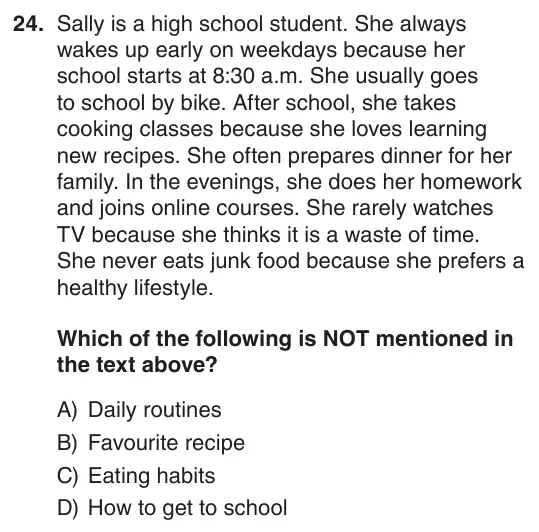 24. Sally is a high school student. She always
wakes up early on weekdays because her
school starts at 8:30 a.m. She usually goes
to school by bike. After school, she takes
cooking classes because she loves learning
new recipes. She often prepares dinner for her
family. In the evenings, she does her homework
and joins online courses. She rarely watches
TV because she thinks it is a waste of time.
She never eats junk food because she prefers a
healthy lifestyle.
Which of the following is NOT mentioned in
the text above?
A) Daily routines
B) Favourite recipe
C) Eating habits
D) How to get to school